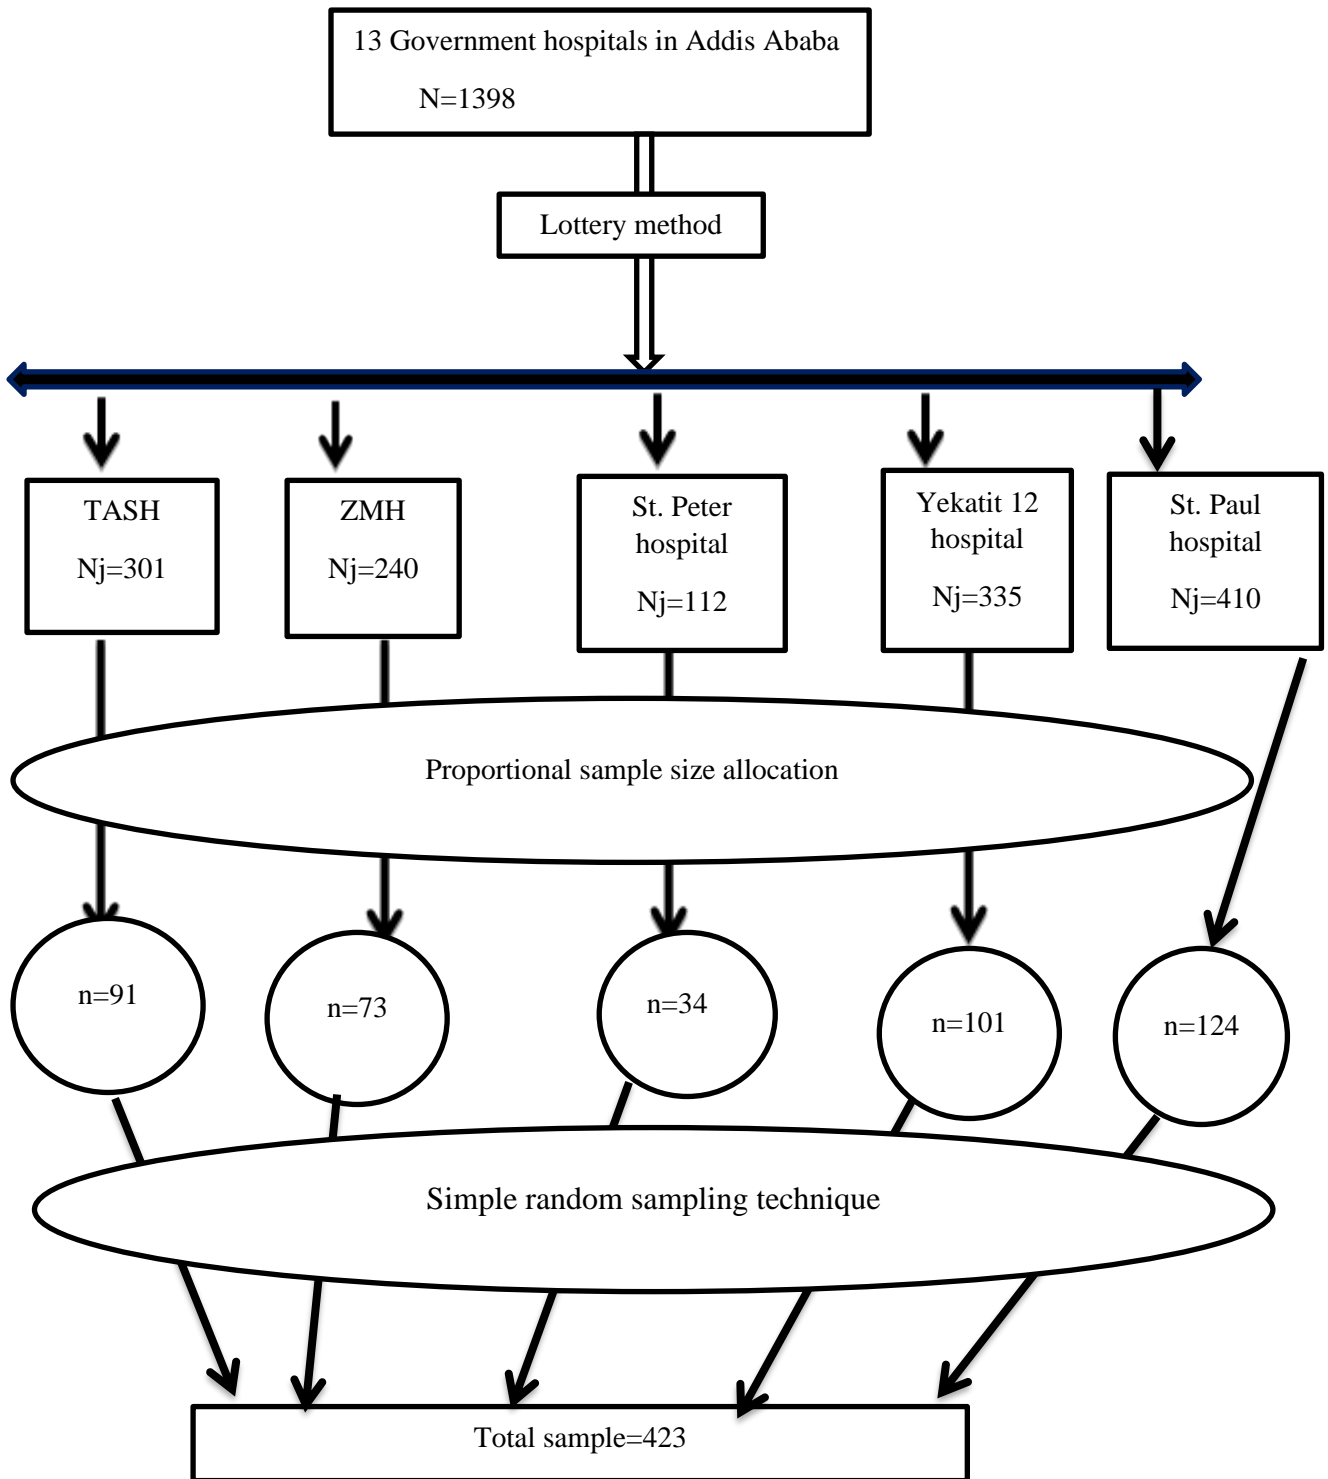 13 Government hospitals in Addis Ababa
N=1398
Lottery method
TASH
Nj=301
ZMH
Nj=240
St. Peter
hospital
Nj=112
Yekatit 12
hospital
Nj=335
St. Paul
hospital
Nj=410
Proportional sample size allocation
n=91
n=73
n=34
n=101
n=124
Simple random sampling technique
Total sample=423